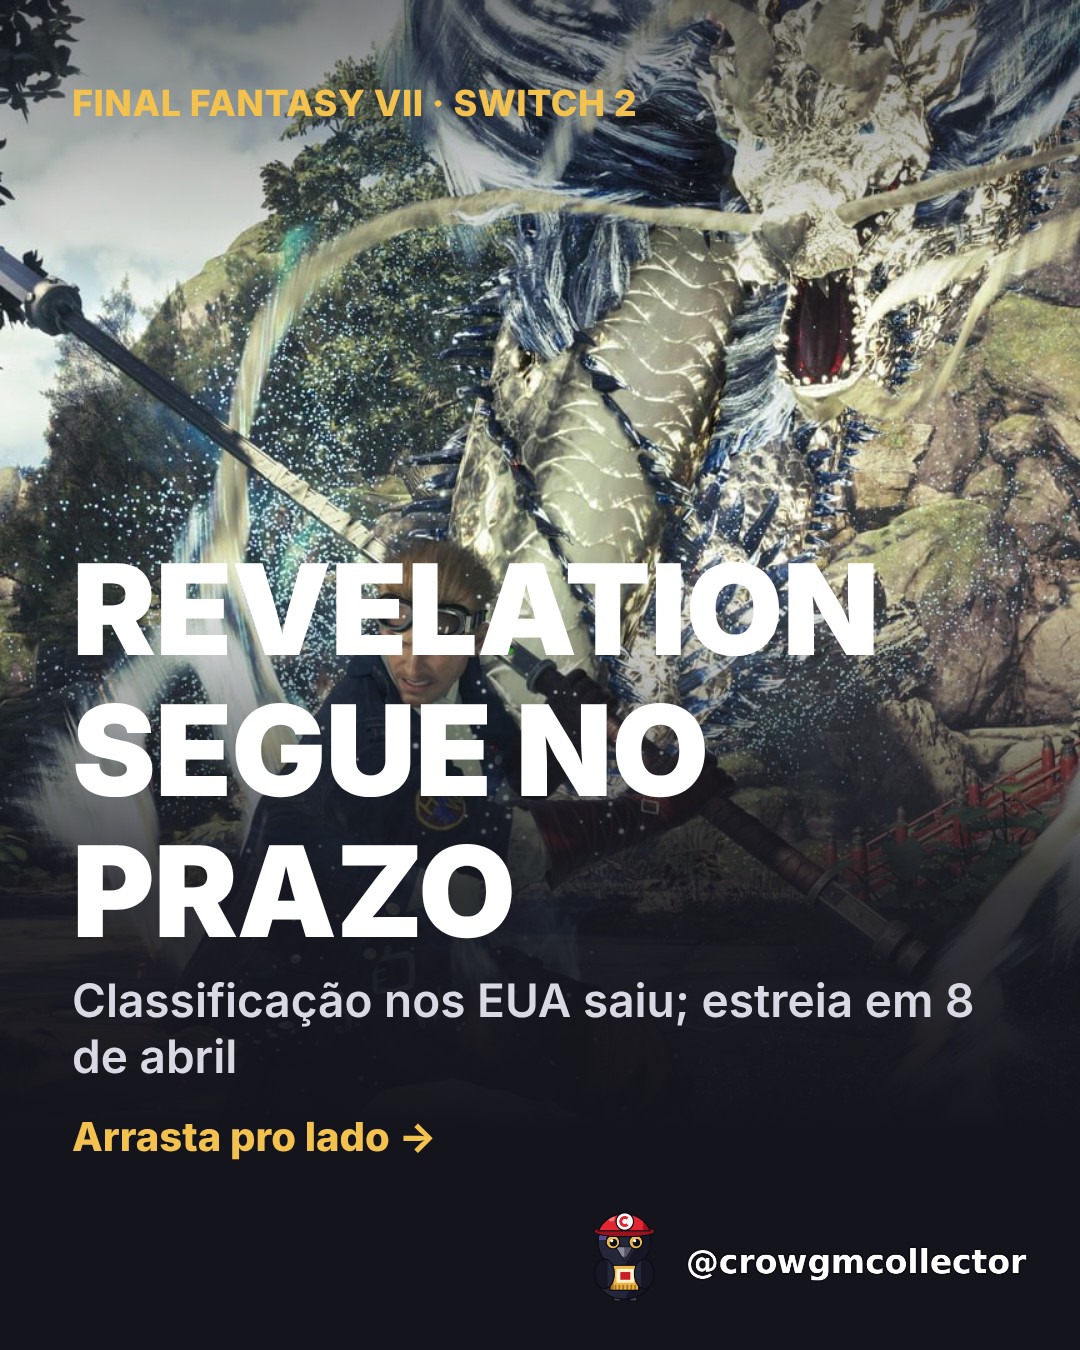 FINAL FANTASY VII · SWITCH 2
REVELATION
SEGUE NO
PRAZO
Classificação nos EUA saiu; estreia em 8
de abril
Arrasta pro lado →
C
@crowgmcollector